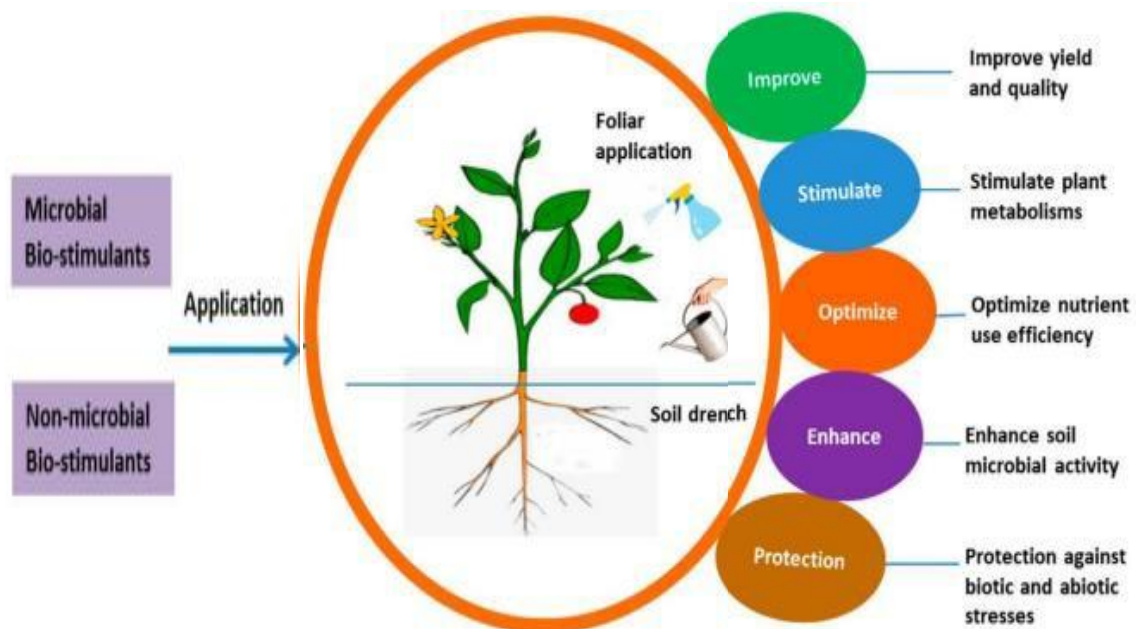 Microbial
Bio-stimulants
Non-microbial
Bio-stimulants
Application
Foliar
application
Soil drench
Improve
Improve yield
and quality
Stimulate
Stimulate plant
metabolisms
Optimize
Optimize nutrient
use efficiency
Enhance
Enhance soil
microbial activity
Protection
Protection against
biotic and abiotic
stresses